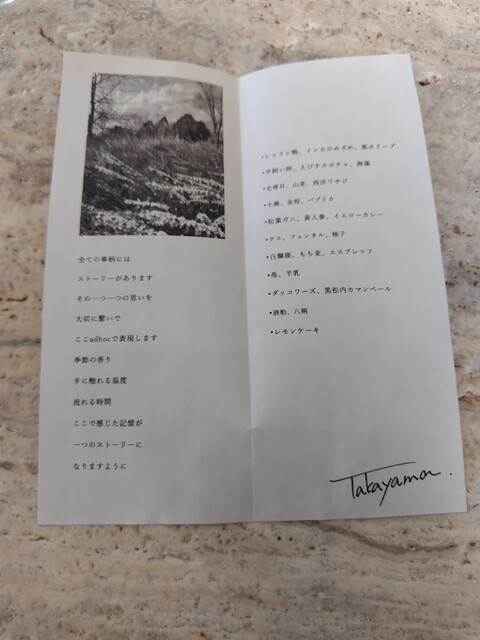 全ての事柄には
ストーリーがあります
その一つ一つの思いを
大切に繋いで
ここadhocで表現します
季節の香り
手に触れる温度
流れる時間
ここで感じた記憶が
一つのストーリーに
なりますように
・シャラン鴨、インカのめざめ、黒オリーブ
・甲飼い卵、えびすカボチャ、海藻
・北寄貝、山菜、西洋ワサビ
・小鯛、金柑、パプリカ
・松葉ガニ、黄人参、イエローカレー
・クエ、フェンネル、柚子
・白糠鹿、もち麦、エスプレッソ
・苺、羊乳
・ダッコワーズ、黒松内カマンベール
・酒粕、八朔
・レモンケーキ
Takayama.